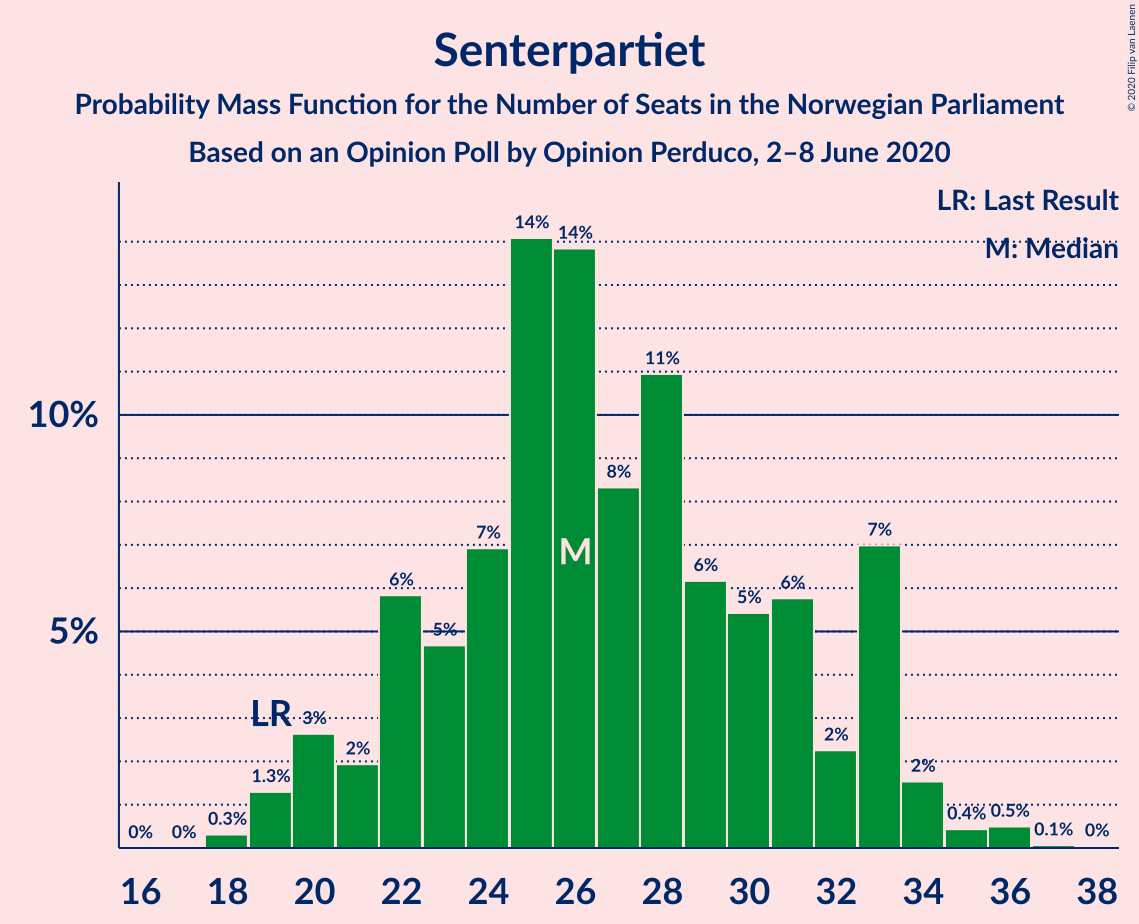 Senterpartiet
Probability Mass Function for the Number of Seats in the Norwegian Parliament
Based on an Opinion Poll by Opinion Perduco, 2–8 June 2020
© 2020 Filip van Laenen
LR: Last Result
M: Median
10%
5%
0%
0%
0.3%
1.3%
3%
2%
6%
5%
7%
14%
14%
8%
11%
6%
5%
6%
2%
7%
2%
0.4%
0.5%
0.1%
0%
LR
M
16 18 20 22 24 26 28 30 32 34 36 38